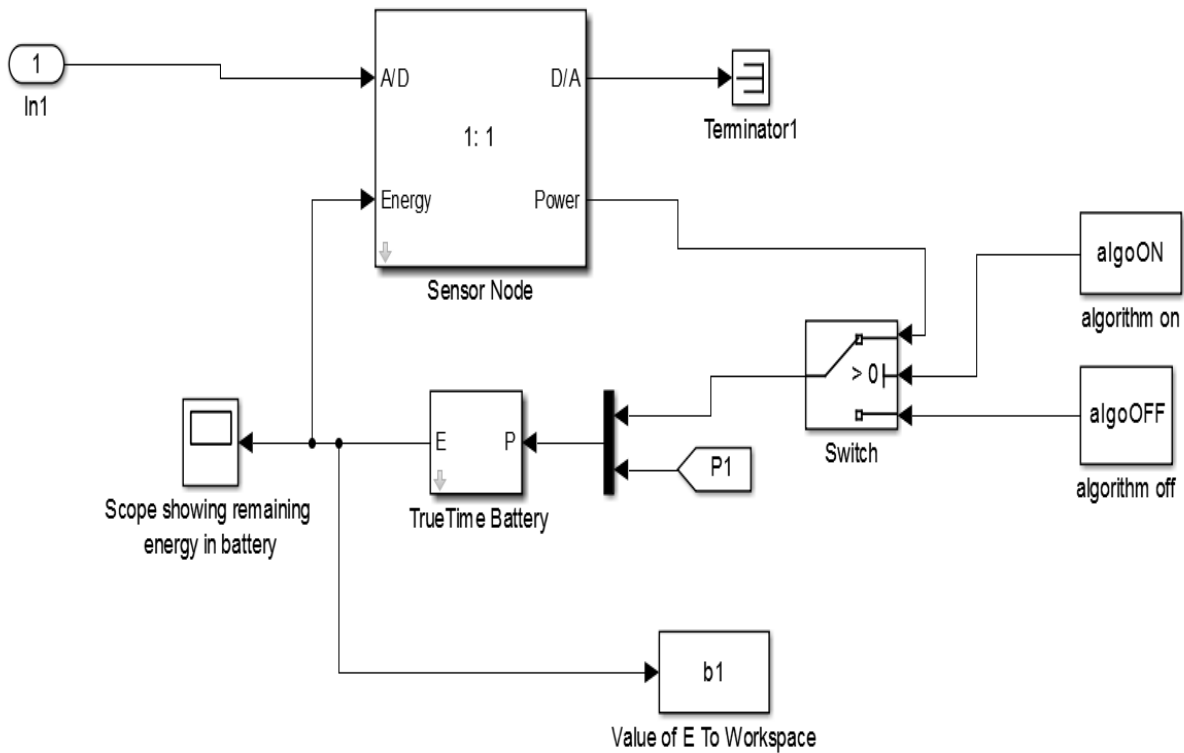 1
In1
A/D
D/A
1: 1
Energy
Power
Sensor Node
Terminator1
algoON
algorithm on
> 0
Switch
algoOFF
algorithm off
Scope showing remaining
energy in battery
E
P
TrueTime Battery
P1
b1
Value of E To Workspace